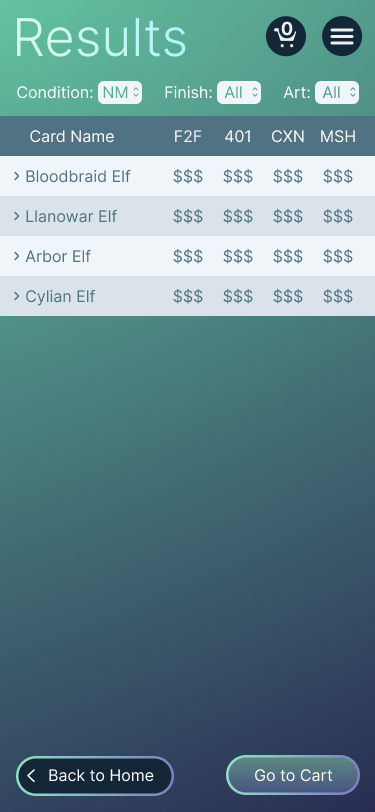 Results
0
Condition: NM Finish: All Art: All
Card Name F2F 401 CXN MSH
Bloodbraid Elf $$$ $$$ $$$ $$$
Llanowar Elf $$$ $$$ $$$ $$$
Arbor Elf $$$ $$$ $$$ $$$
Cylian Elf $$$ $$$ $$$ $$$
Back to Home Go to Cart